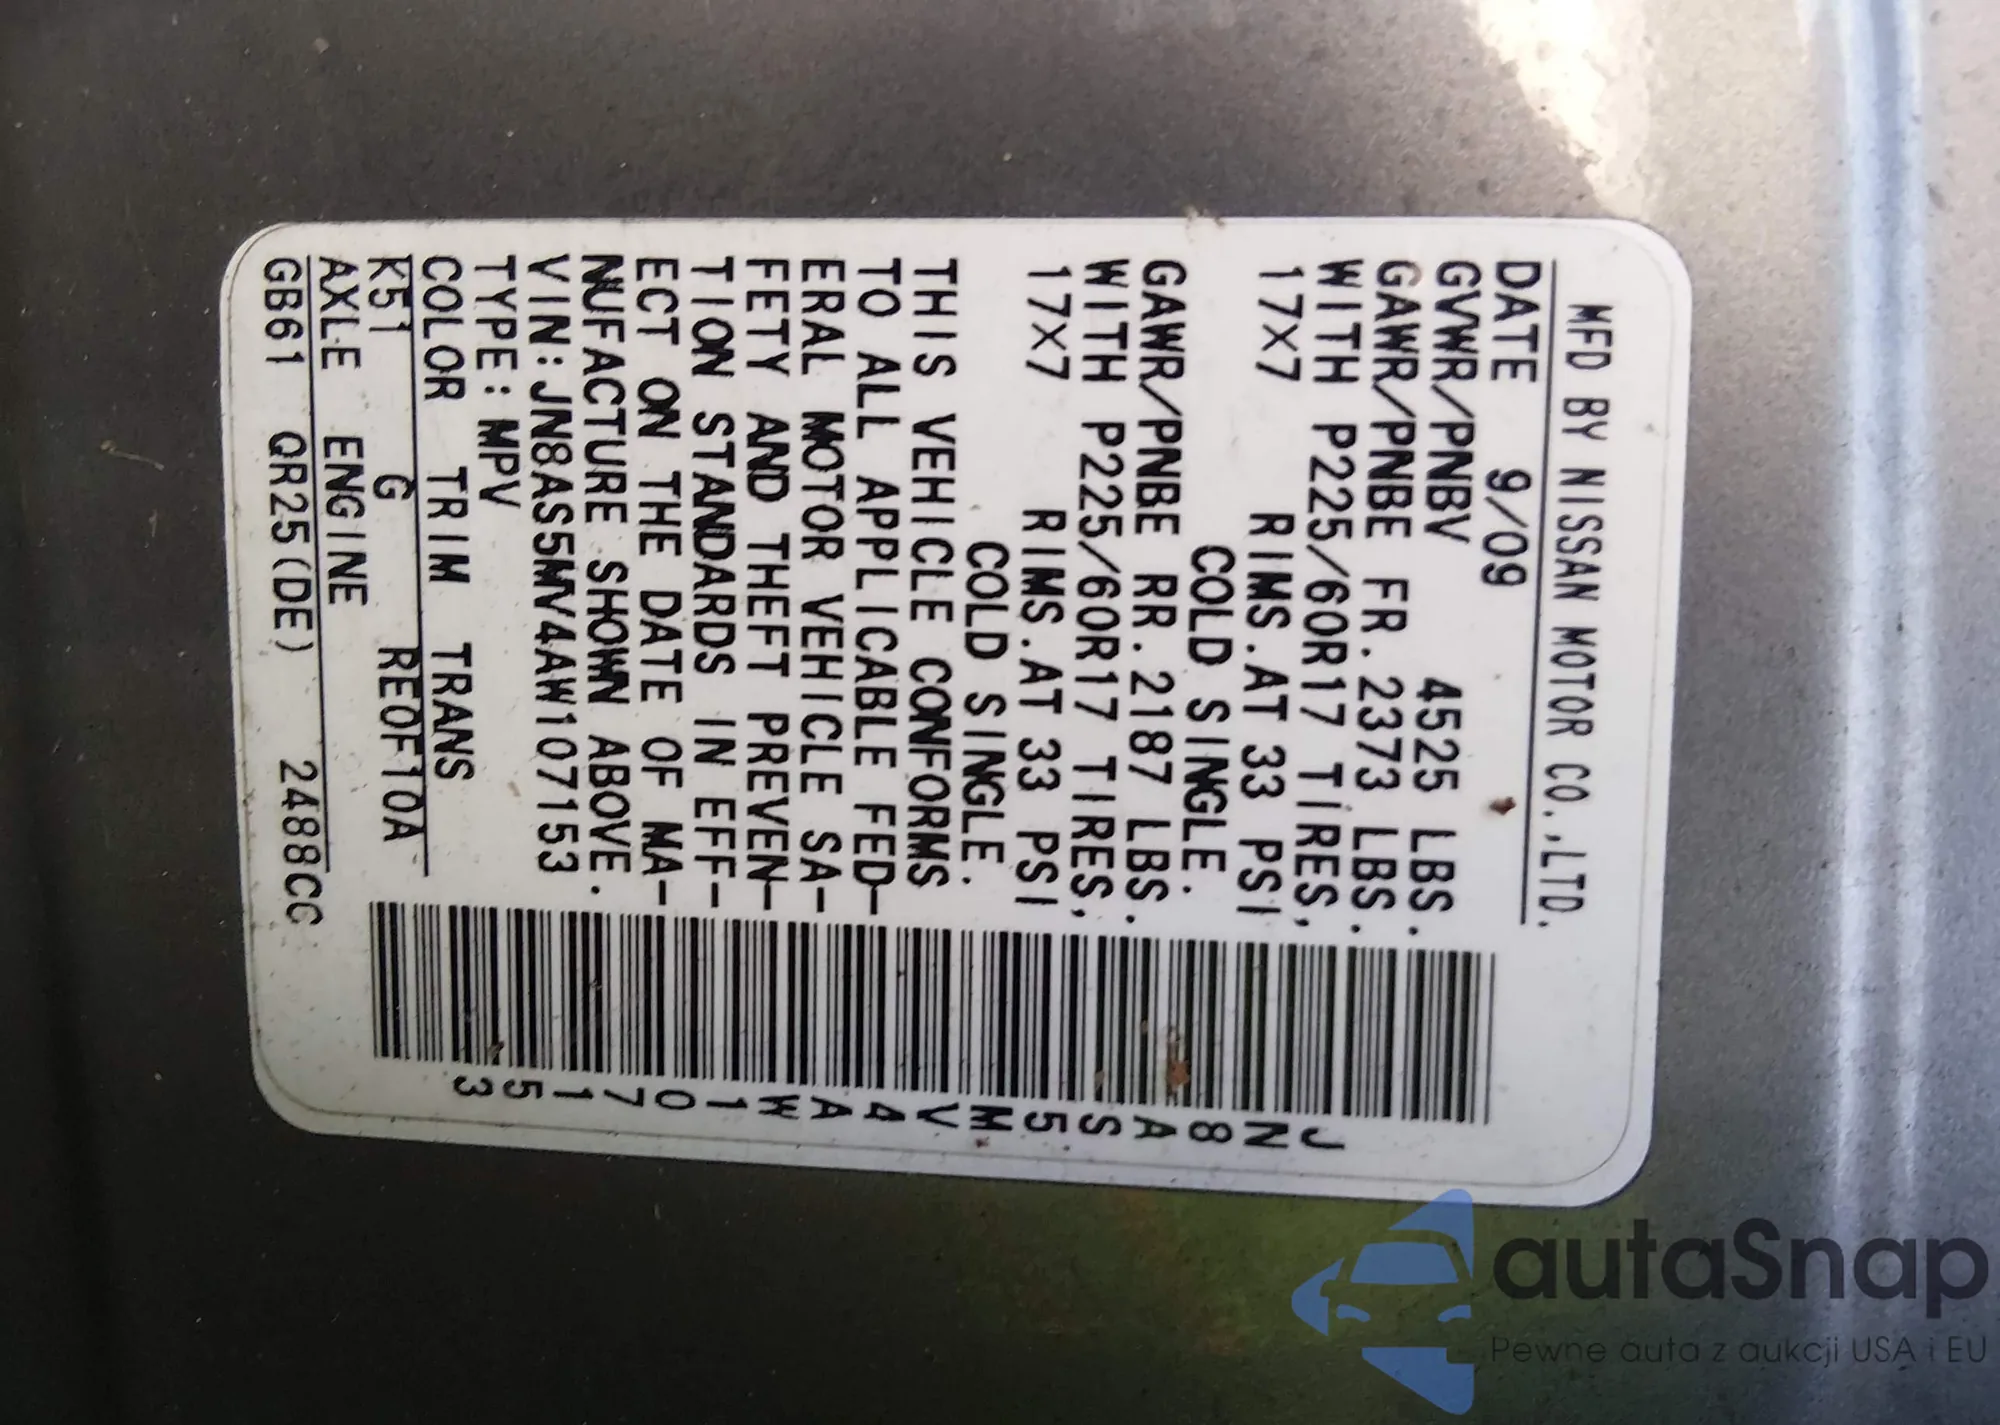 MFD BY NISSAN MOTOR CO.,LTD.
DATE 9/09
GVWR/PNBV 4525 LBS.
GAWR/PNBE FR.2373 LBS.
WITH P225/60R17 TIRES,
17X7 RIMS.AT 33 PSI
COLD SINGLE.
GAWR/PNBE RR.2187 LBS.
WITH P225/60R17 TIRES,
17X7 RIMS.AT 33 PSI
COLD SINGLE.
THIS VEHICLE CONFORMS
TO ALL APPLICABLE FED-
ERAL MOTOR VEHICLE SA-
FETY AND THEFT PREVEN-
TION STANDARDS IN EFF-
ECT ON THE DATE OF MA-
NUFACTURE SHOWN ABOVE.
VIN:JN8AS5MV4AW107153
TYPE:MPV
COLOR TRIM TRANS
K51 G RE0F10A
AXLE ENGINE
GB61 QR25(DE) 2488CC
JN8AS5MV4AW107153
autaSnap
Pewne auta z aukcji USA i EU